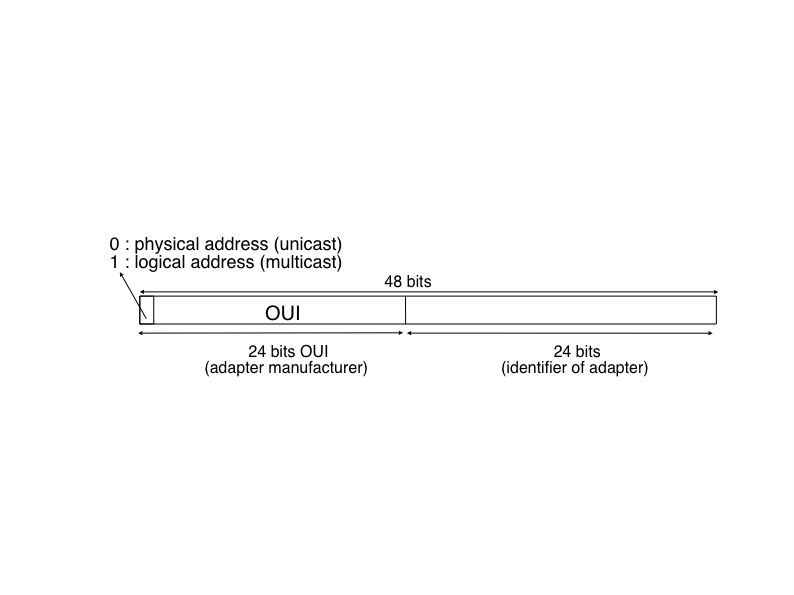 0 : physical address (unicast)
1 : logical address (multicast)
48 bits
OUI
24 bits OUI
(adapter manufacturer)
24 bits
(identifier of adapter)